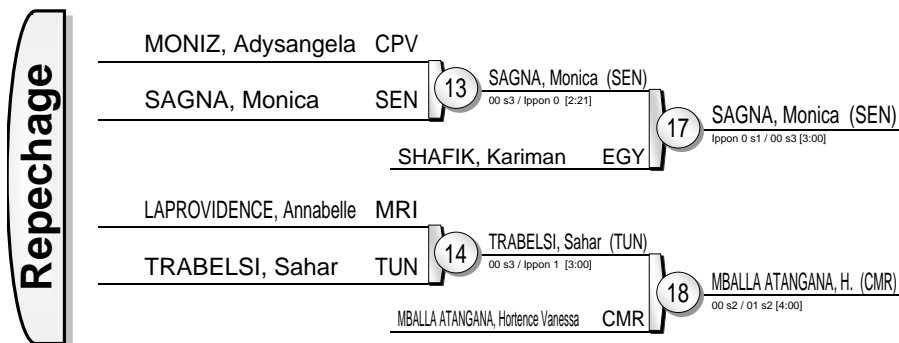 Repechage
MONIZ, Adysangela CPV
SAGNA, Monica SEN
13
SAGNA, Monica (SEN)
00 s3 / Ippon 0 [2:21]
SHAFIK, Kariman EGY
17
SAGNA, Monica (SEN)
Ippon 0 s1 / 00 s3 [3:00]
LAPROVIDENCE, Annabelle MRI
TRABELSI, Sahar TUN
14
TRABELSI, Sahar (TUN)
00 s3 / Ippon 1 [3:00]
MBALLA ATANGANA, Hortence Vanessa CMR
18
MBALLA ATANGANA, H. (CMR)
00 s2 / 01 s2 [4:00]